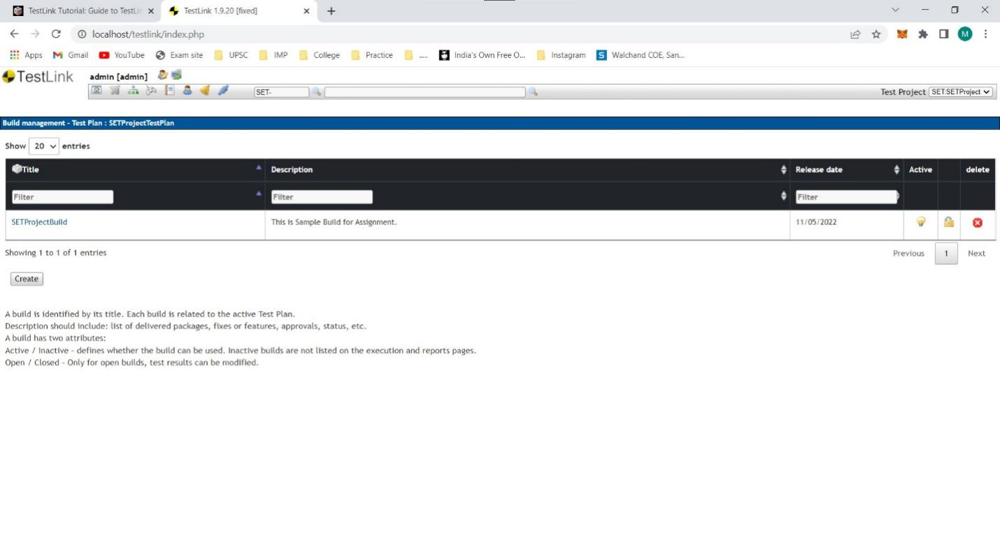 TestLink Tutorial: Guide to TestLin
TestLink 1.9.20 [fixed]
localhost/testlink/index.php
M
Apps Gmail YouTube Exam site UPSC IMP College Practice ..... India's Own Free O... Instagram S Walchand COE, San...
TestLink admin [admin]
SET- Test Project SET:SETProject
Build management - Test Plan : SETProjectTestPlan
Show 20 entries
Title Description Release date Active delete
Filter Filter Filter
SETProjectBuild This is Sample Build for Assignment. 11/05/2022
Showing 1 to 1 of 1 entries Previous 1 Next
Create
A build is identified by its title. Each build is related to the active Test Plan.
Description should include: list of delivered packages, fixes or features, approvals, status, etc.
A build has two attributes:
Active / Inactive - defines whether the build can be used. Inactive builds are not listed on the execution and reports pages.
Open / Closed - Only for open builds, test results can be modified.